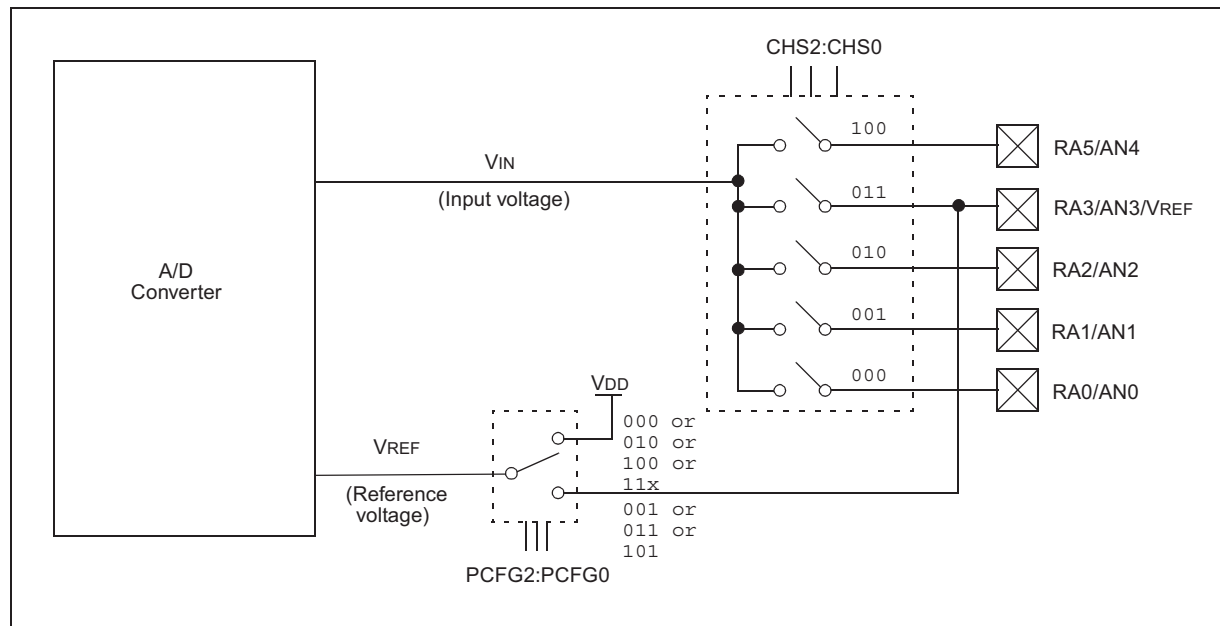 CHS2:CHS0
A/D
Converter
VIN
(Input voltage)
100
RA5/AN4
011
RA3/AN3/VREF
010
RA2/AN2
001
RA1/AN1
000
RA0/AN0
VDD
000 or
010 or
100 or
11x
001 or
011 or
101
VREF
(Reference
voltage)
PCFG2:PCFG0